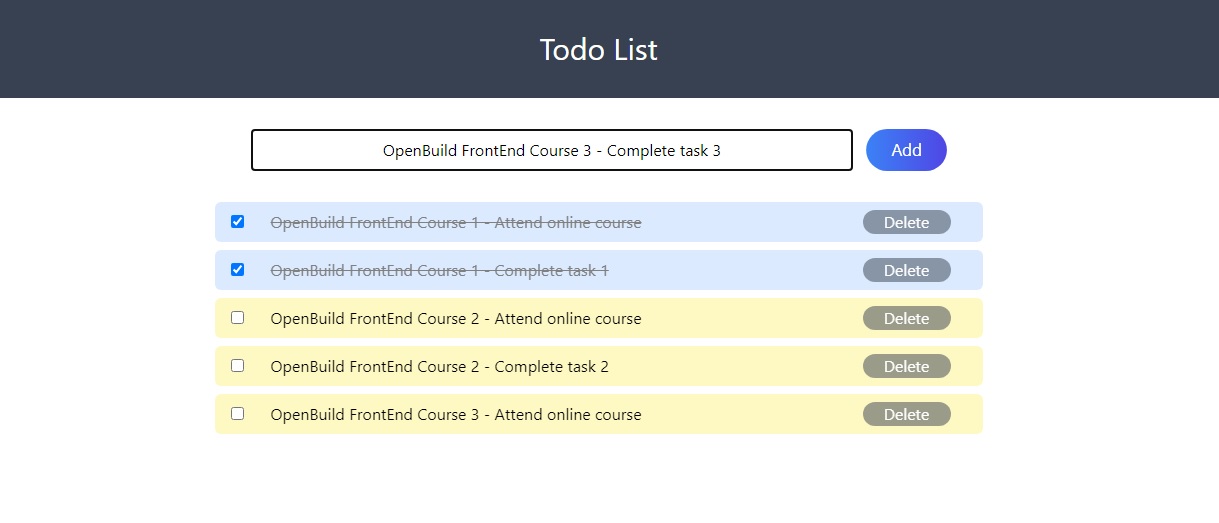 Todo List
OpenBuild FrontEnd Course 3 - Complete task 3 Add
OpenBuild FrontEnd Course 1 - Attend online course Delete
OpenBuild FrontEnd Course 1 - Complete task 1 Delete
OpenBuild FrontEnd Course 2 - Attend online course Delete
OpenBuild FrontEnd Course 2 - Complete task 2 Delete
OpenBuild FrontEnd Course 3 - Attend online course Delete